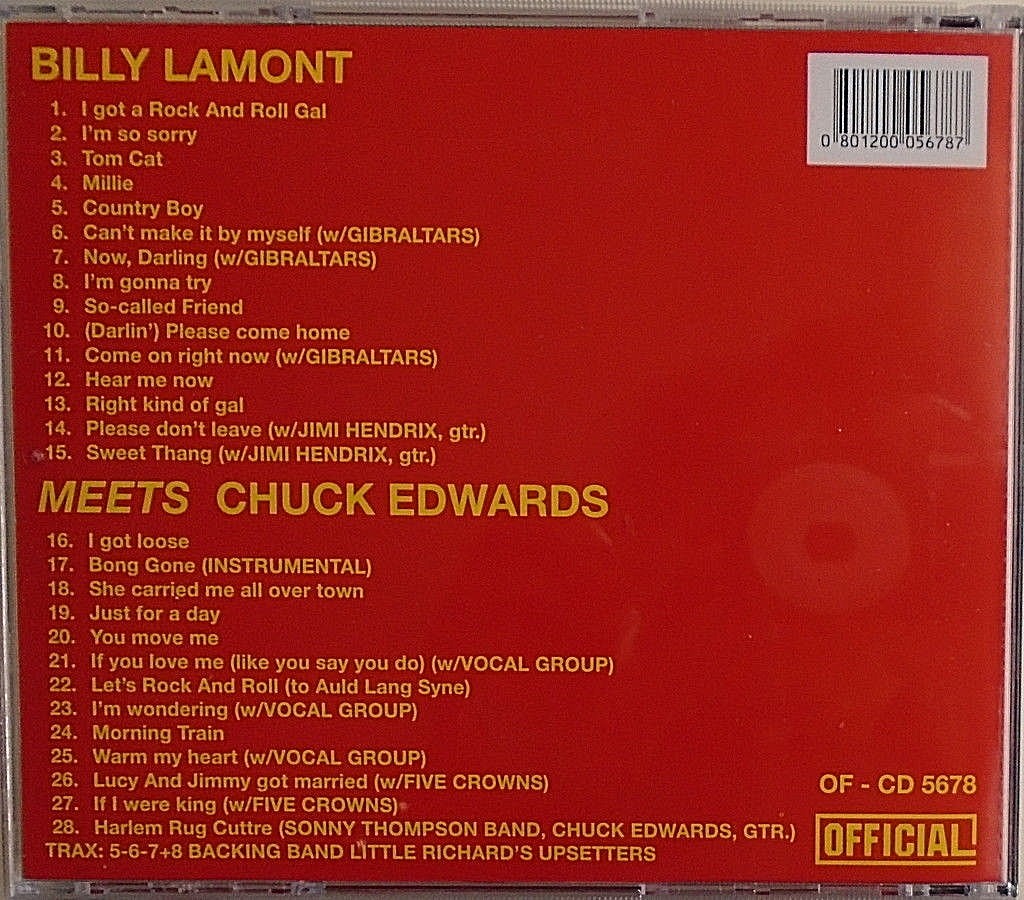 BILLY LAMONT
1. I got a Rock And Roll Gal
2. I'm so sorry
3. Tom Cat
4. Millie
5. Country Boy
6. Can't make it by myself (w/GIBRALTARS)
7. Now, Darling (w/GIBRALTARS)
8. I'm gonna try
9. So-called Friend
10. (Darlin') Please come home
11. Come on right now (w/GIBRALTARS)
12. Hear me now
13. Right kind of gal
14. Please don't leave (w/JIMI HENDRIX, gtr.)
15. Sweet Thang (w/JIMI HENDRIX, gtr.)
MEETS CHUCK EDWARDS
16. I got loose
17. Bong Gone (INSTRUMENTAL)
18. She carried me all over town
19. Just for a day
20. You move me
21. If you love me (like you say you do) (w/VOCAL GROUP)
22. Let's Rock And Roll (to Auld Lang Syne)
23. I'm wondering (w/VOCAL GROUP)
24. Morning Train
25. Warm my heart (w/VOCAL GROUP)
26. Lucy And Jimmy got married (w/FIVE CROWNS)
27. If I were king (w/FIVE CROWNS)
28. Harlem Rug Cuttre (SONNY THOMPSON BAND, CHUCK EDWARDS, GTR.)
TRAX: 5-6-7+8 BACKING BAND LITTLE RICHARD'S UPSETTERS
0 801200 056787
OF - CD 5678
OFFICIAL